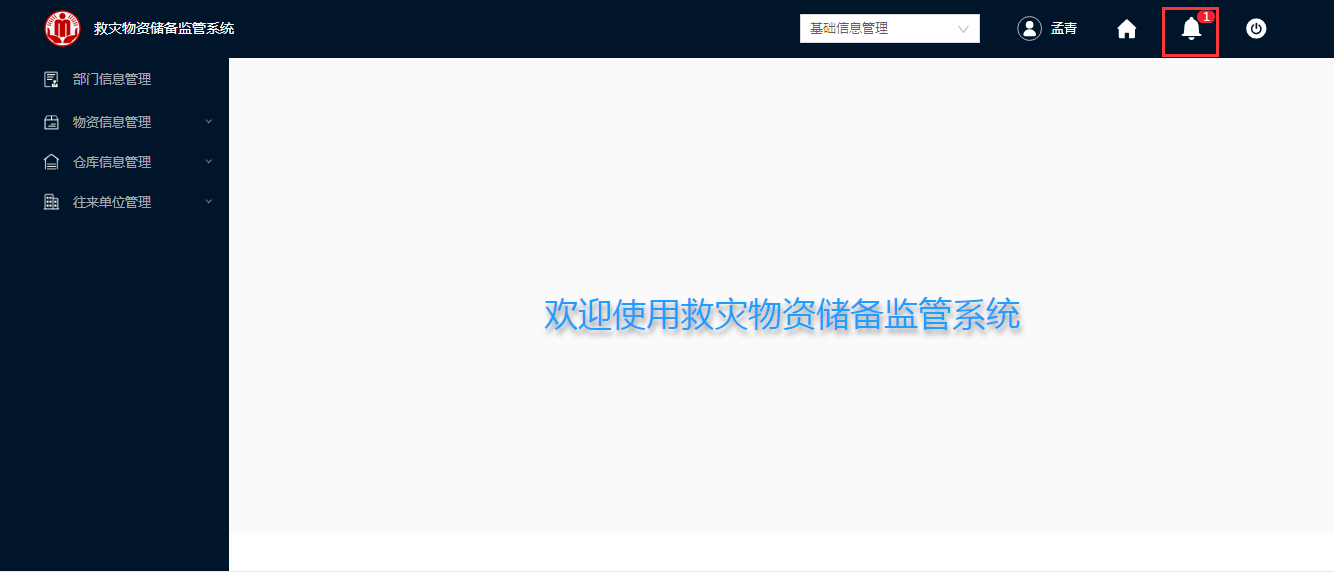 救灾物资储备监管系统
基础信息管理
孟青
1
部门信息管理
物资信息管理
仓库信息管理
往来单位管理
欢迎使用救灾物资储备监管系统